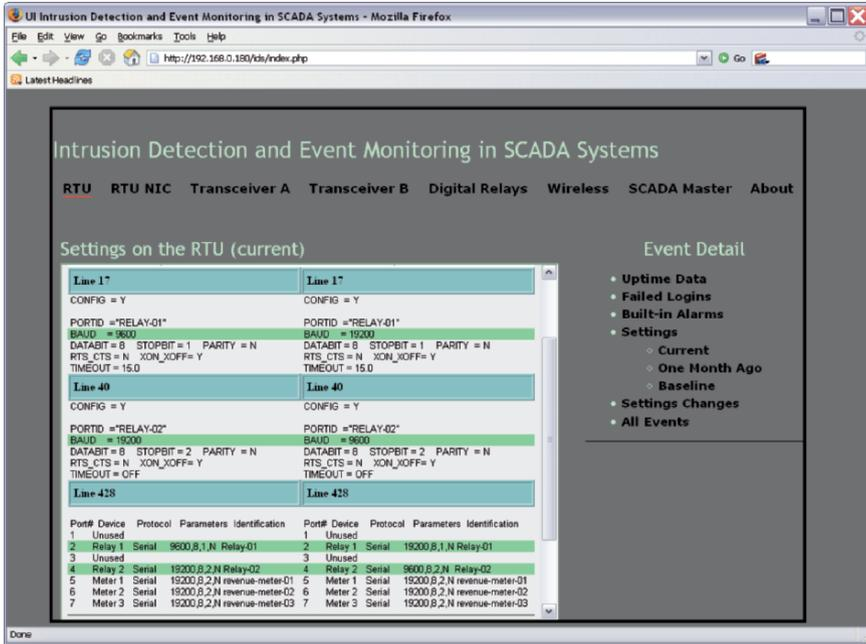 UI Intrusion Detection and Event Monitoring in SCADA Systems - Mozilla Firefox
File Edit View Go Bookmarks Tools Help
http://192.168.0.180/ids/index.php
Go
Latest Headlines
Intrusion Detection and Event Monitoring in SCADA Systems
RTU RTU NIC Transceiver A Transceiver B Digital Relays Wireless SCADA Master About
Settings on the RTU (current)
Line 17 Line 17
CONFIG = Y CONFIG = Y
PORTID ="RELAY-01" PORTID ="RELAY-01"
BAUD = 9600 BAUD = 19200
DATABIT = 8 STOPBIT = 1 PARITY = N DATABIT = 8 STOPBIT = 1 PARITY = N
RTS_CTS = N XON_XOFF= Y RTS_CTS = N XON_XOFF= Y
TIMEOUT = 15.0 TIMEOUT = 15.0
Line 40 Line 40
CONFIG = Y CONFIG = Y
PORTID ="RELAY-02" PORTID ="RELAY-02"
BAUD = 19200 BAUD = 9600
DATABIT = 8 STOPBIT = 2 PARITY = N DATABIT = 8 STOPBIT = 2 PARITY = N
RTS_CTS = N XON_XOFF= Y RTS_CTS = N XON_XOFF= Y
TIMEOUT = OFF TIMEOUT = OFF
Line 428 Line 428
Port# Device Protocol Parameters Identification Port# Device Protocol Parameters Identification
1 Unused 1 Unused
2 Relay 1 Serial 9600,8,1,N Relay-01 2 Relay 1 Serial 19200,8,1,N Relay-01
3 Unused 3 Unused
4 Relay 2 Serial 19200,8,2,N Relay-02 4 Relay 2 Serial 9600,8,2,N Relay-02
5 Meter 1 Serial 19200,8,2,N revenue-meter-01 5 Meter 1 Serial 19200,8,2,N revenue-meter-01
6 Meter 2 Serial 19200,8,2,N revenue-meter-02 6 Meter 2 Serial 19200,8,2,N revenue-meter-02
7 Meter 3 Serial 19200,8,2,N revenue-meter-03 7 Meter 3 Serial 19200,8,2,N revenue-meter-03
Event Detail
Uptime Data
Failed Logins
Built-in Alarms
Settings
Current
One Month Ago
Baseline
Settings Changes
All Events
Done